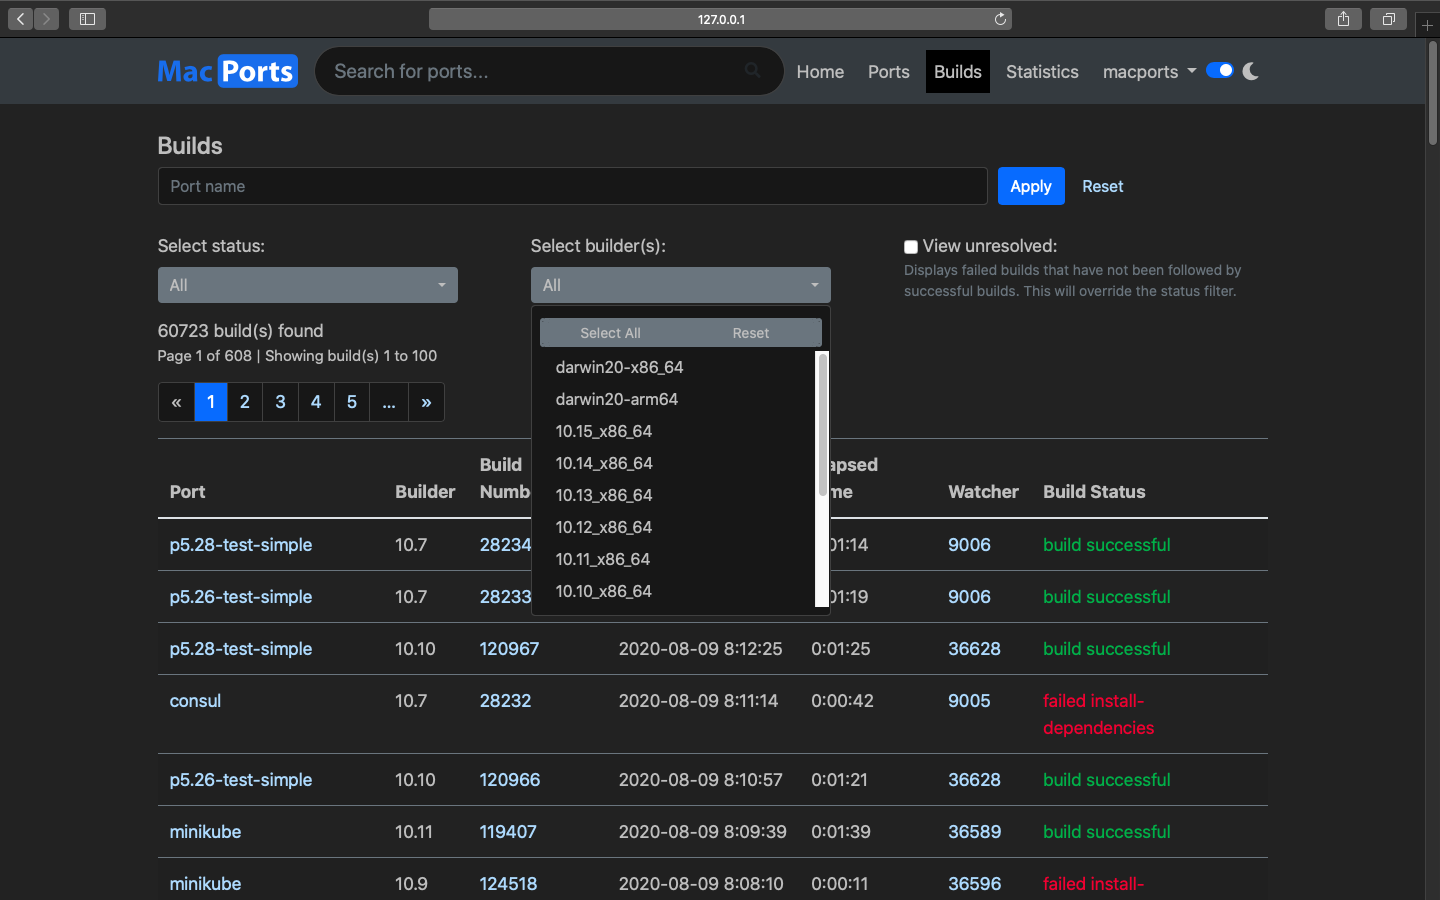 127.0.0.1
Mac Ports
Search for ports...
Home
Ports
Builds
Statistics
macports
Builds
Port name
Apply
Reset
Select status:
All
Select builder(s):
All
View unresolved:
Displays failed builds that have not been followed by
successful builds. This will override the status filter.
Select All
Reset
darwin20-x86_64
darwin20-arm64
10.15_x86_64
10.14_x86_64
10.13_x86_64
10.12_x86_64
10.11_x86_64
10.10_x86_64
60723 build(s) found
Page 1 of 608 | Showing build(s) 1 to 100
« 1 2 3 4 5 ... »
Port Builder Build Watcher Build Status
p5.28-test-simple 10.7 28234 01:14 9006 build successful
p5.26-test-simple 10.7 28233 01:19 9006 build successful
p5.28-test-simple 10.10 120967 2020-08-09 8:12:25 0:01:25 36628 build successful
consul 10.7 28232 2020-08-09 8:11:14 0:00:42 9005 failed install-
dependencies
p5.26-test-simple 10.10 120966 2020-08-09 8:10:57 0:01:21 36628 build successful
minikube 10.11 119407 2020-08-09 8:09:39 0:01:39 36589 build successful
minikube 10.9 124518 2020-08-09 8:08:10 0:00:11 36596 failed install-